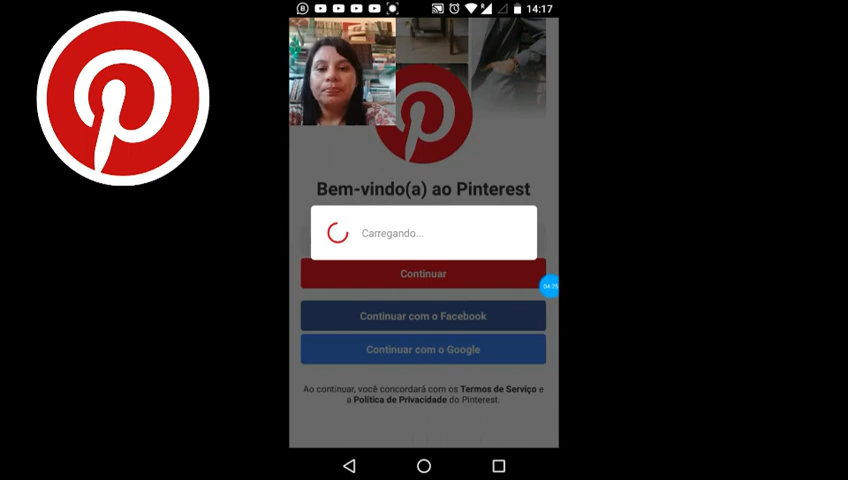 14:17
Bem-vindo(a) ao Pinterest
Carregando...
Continuar
Continuar com o Facebook
Continuar com o Google
Ao continuar, você concordará com os Termos de Serviço e
a Política de Privacidade do Pinterest.